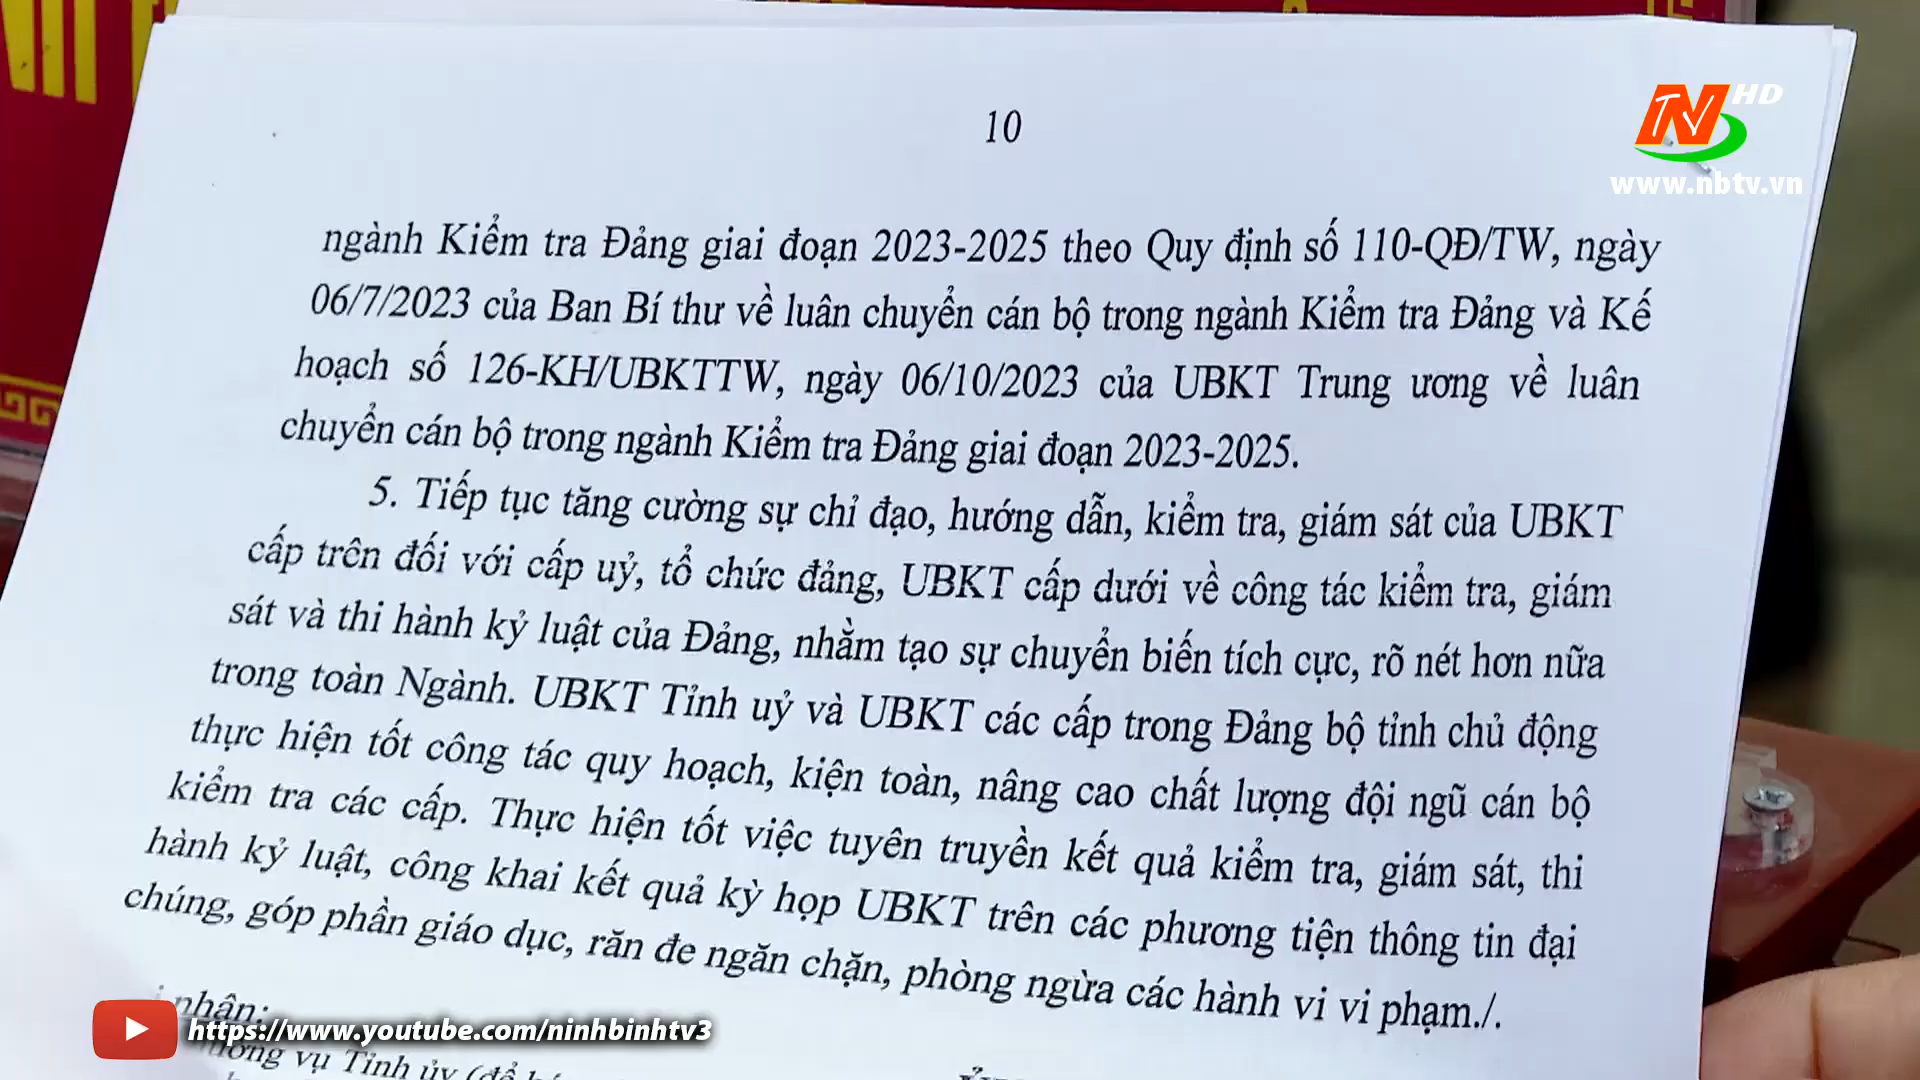 10
TV
HD
www.nbtv.vn
ngành Kiểm tra Đảng giai đoạn 2023-2025 theo Quy định số 110-QĐ/TW, ngày
06/7/2023 của Ban Bí thư về luân chuyển cán bộ trong ngành Kiểm tra Đảng và Kế
hoạch số 126-KH/UBKTTW, ngày 06/10/2023 của UBKT Trung ương về luân
chuyển cán bộ trong ngành Kiểm tra Đảng giai đoạn 2023-2025.
5. Tiếp tục tăng cường sự chỉ đạo, hướng dẫn, kiểm tra, giám sát của UBKT
cấp trên đối với cấp uỷ, tổ chức đảng, UBKT cấp dưới về công tác kiểm tra, giám
sát và thi hành kỷ luật của Đảng, nhằm tạo sự chuyển biến tích cực, rõ nét hơn nữa
trong toàn Ngành. UBKT Tỉnh uỷ và UBKT các cấp trong Đảng bộ tỉnh chủ động
thực hiện tốt công tác quy hoạch, kiện toàn, nâng cao chất lượng đội ngũ cán bộ
kiểm tra các cấp. Thực hiện tốt việc tuyên truyền kết quả kiểm tra, giám sát, thi
hành kỷ luật, công khai kết quả kỳ họp UBKT trên các phương tiện thông tin đại
chúng, góp phần giáo dục, răn đe ngăn chặn, phòng ngừa các hành vi vi phạm./.
nhận:
https://www.youtube.com/ninhbinhtv3
vụ Tỉnh ủy (để